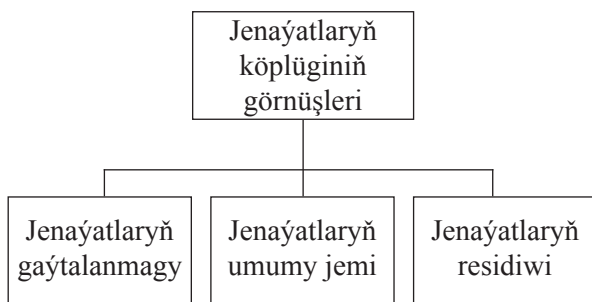 Jenaýatlaryň
köplüginiň
görnüşleri
Jenaýatlaryň
gaýtalanmagy
Jenaýatlaryň
umumy jemi
Jenaýatlaryň
residiwi